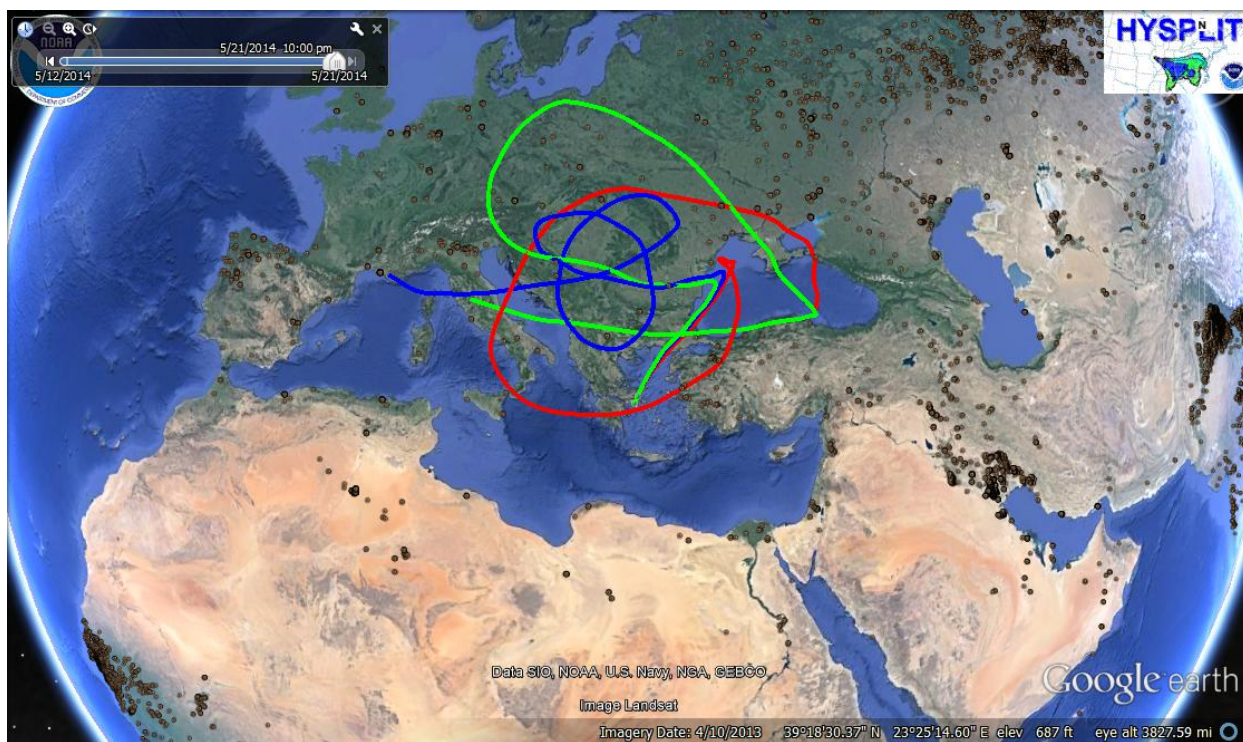 NOAA
5/21/2014 10:00 pm
5/12/2014
5/21/2014
HYSPLIT
Data SIO, NOAA, U.S. Navy, NGA, GEBCO
Image Landsat
Google earth
Imagery Date: 4/10/2013 39°18'30.37" N 23°25'14.60" E elev 687 ft eye alt 3827.59 mi